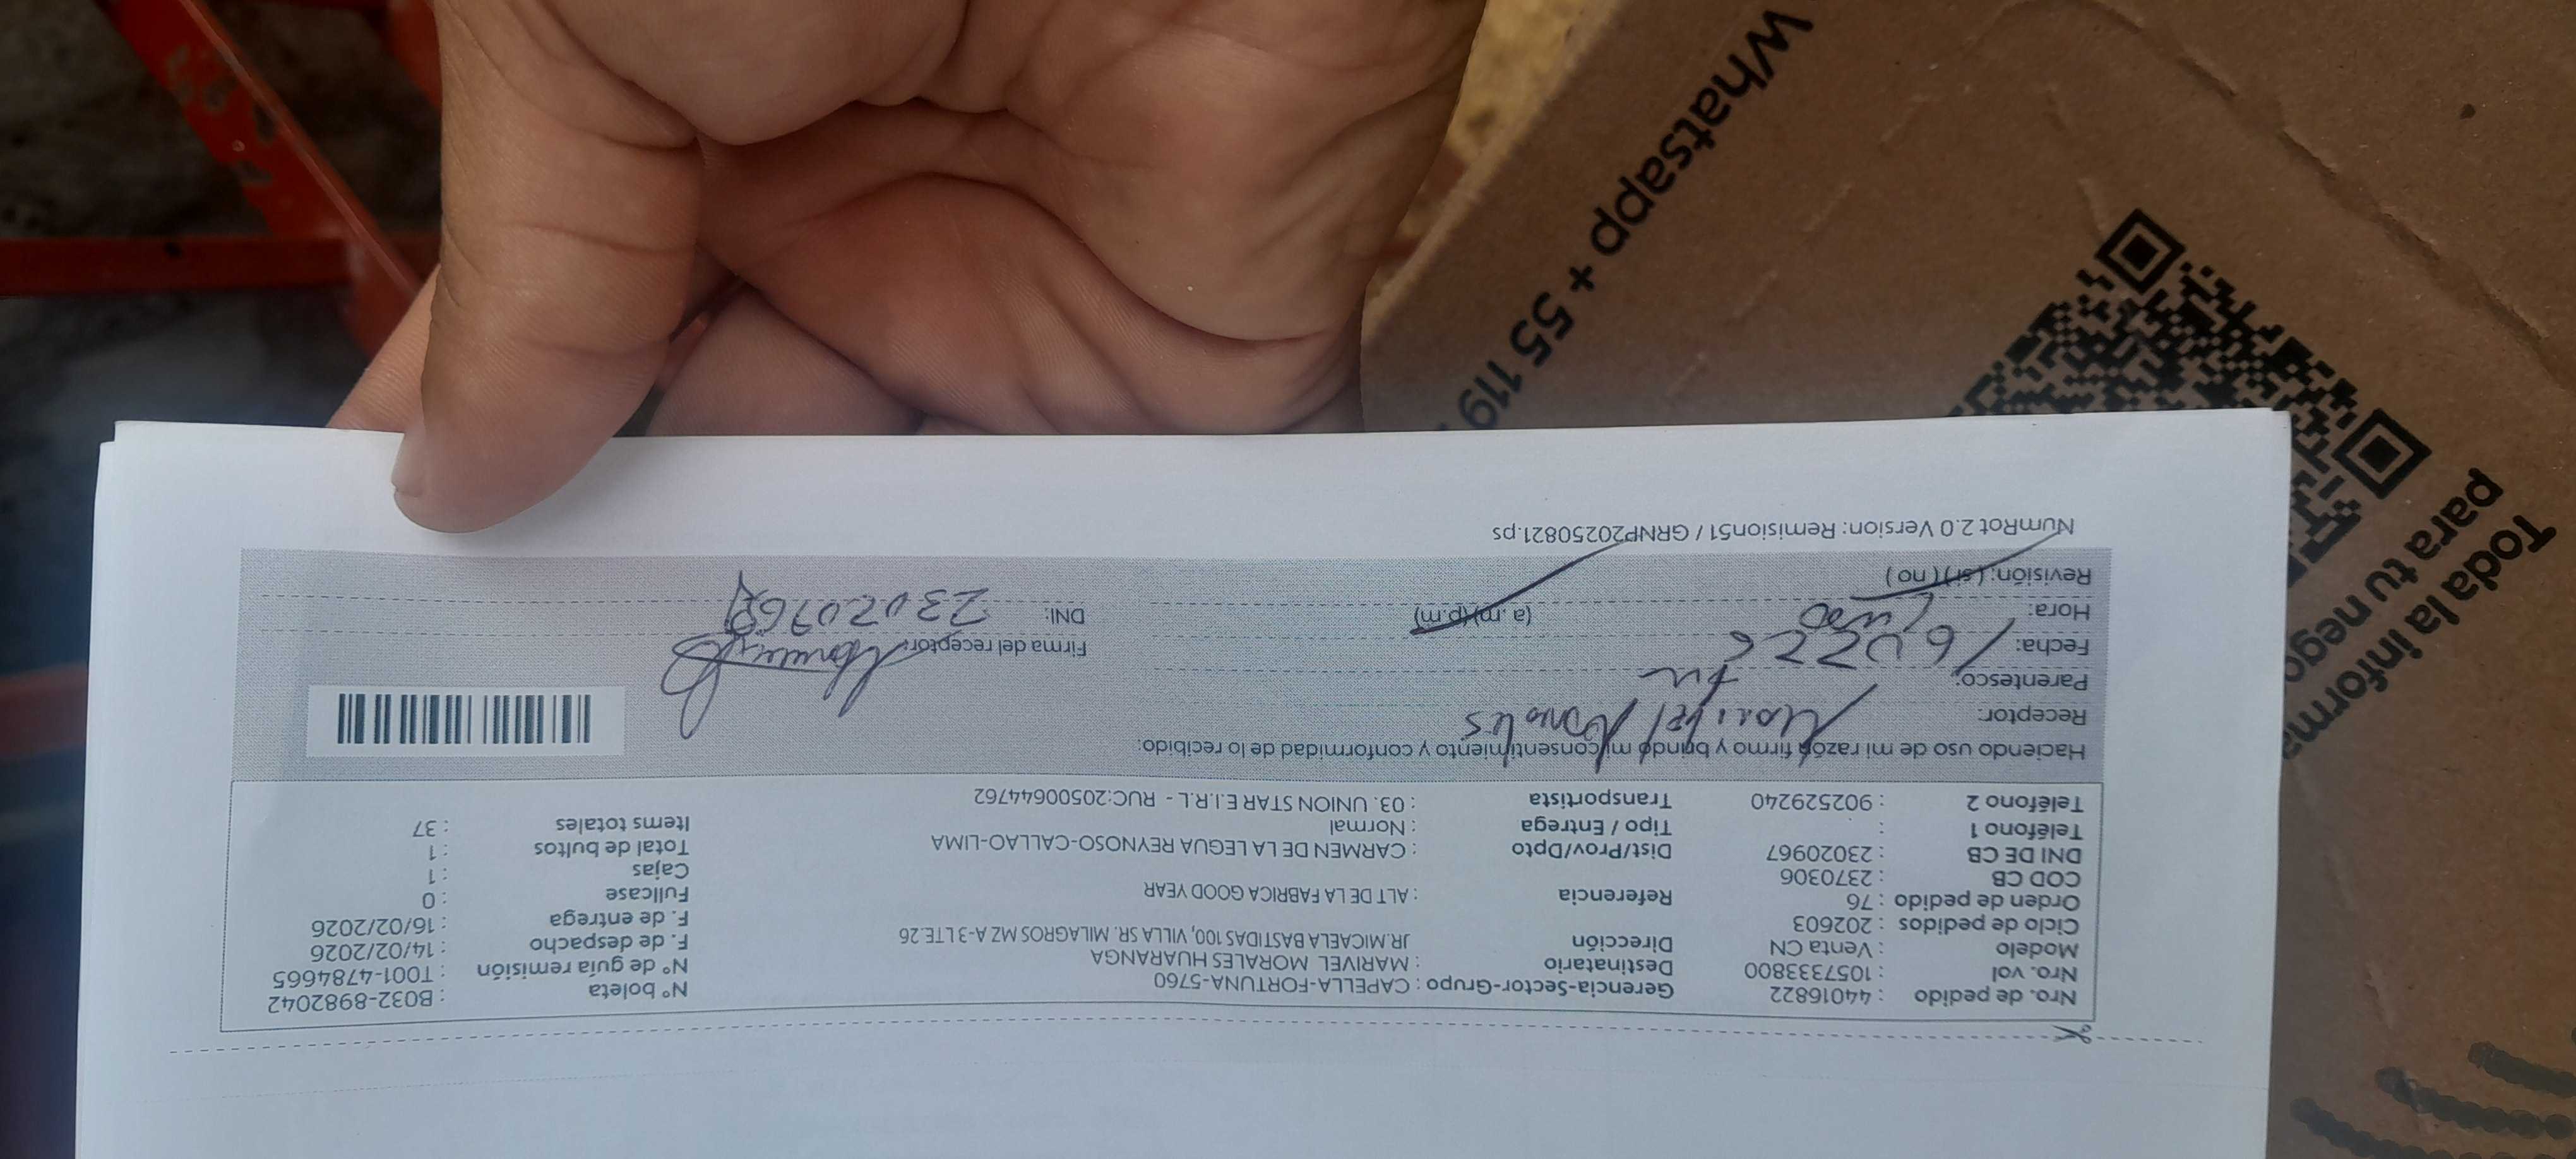 Nro. de pedido : 44016822 Gerencia-Sector-Grupo : CAPELLA-FORTUNA-5760 N° boleta : B032-8982042
Nro. vol : 1057333800 Destinatario : MARIVEL MORALES HUARANGA N° de guía remisión : T001-4784665
Modelo : Venta CN Dirección JR.MICAELA BASTIDAS 100, VILLA SR. MILAGROS MZ A-3 LTE 26 F. de despacho : 14/02/2026
Ciclo de pedidos : 202603 F. de entrega : 16/02/2026
Orden de pedido : 76 Referencia : ALT DE LA FABRICA GOOD YEAR Fullcase : 0
COD CB : 2370306 Cajas : 1
DNI DE CB : 23020967 Dist/Prov/Dpto : CARMEN DE LA LEGUA REYNOSO-CALLAO-LIMA Total de bultos : 1
Teléfono 1 : Tipo / Entrega : Normal Items totales : 37
Teléfono 2 : 902529240 Transportista : 03. UNION STAR E.I.R.L - RUC:20500644762
Haciendo uso de mi razón firmo y brindo mi consentimiento y conformidad de lo recibido:
Receptor: Morales
Parentesco:
Fecha: Firma del receptor:
Hora: (a.m)(p.m) DNI: 23020967
Revisión: (si) (no)
NumRot 2.0 Version: Remision51 / GRNP20250821.ps
Toda la informa
para tu nego
Whatsapp + 55 119